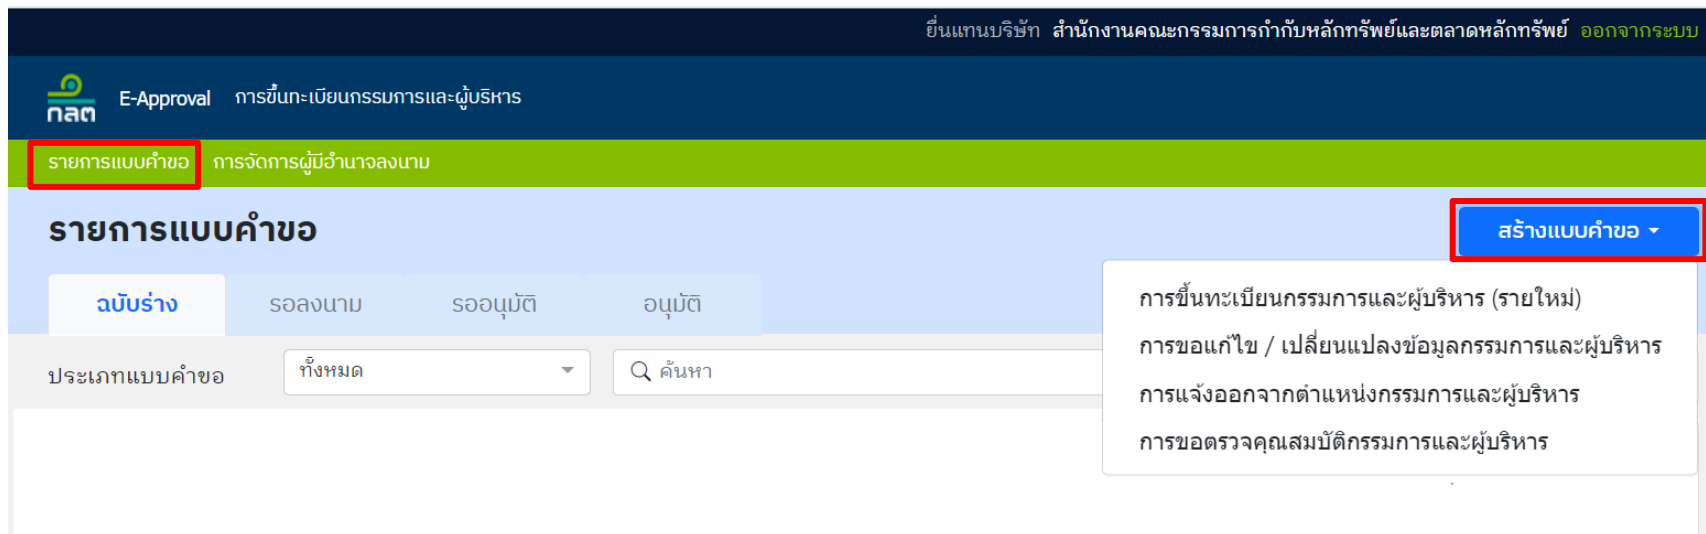 ยื่นแทนบริษัท สำนักงานคณะกรรมการกำกับหลักทรัพย์และตลาดหลักทรัพย์ ออกจากระบบ
กลต E-Approval การขึ้นทะเบียนกรรมการและผู้บริหาร
รายการแบบคำขอ การจัดการผู้มีอำนาจลงนาม
รายการแบบคำขอ
สร้างแบบคำขอ
ฉบับร่าง รอลงนาม รออนุมัติ อนุมัติ
ประเภทแบบคำขอ ทั้งหมด ค้นหา
การขึ้นทะเบียนกรรมการและผู้บริหาร (รายใหม่)
การขอแก้ไข / เปลี่ยนแปลงข้อมูลกรรมการและผู้บริหาร
การแจ้งออกจากตำแหน่งกรรมการและผู้บริหาร
การขอตรวจคุณสมบัติกรรมการและผู้บริหาร